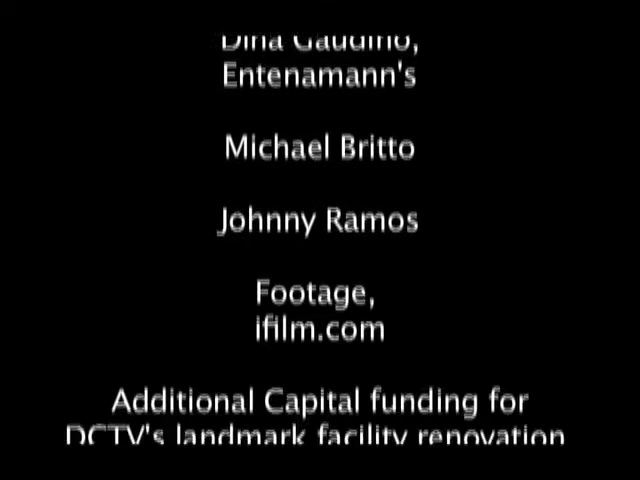 Dina Gaudino,
Entenamann's
Michael Britto
Johnny Ramos
Footage,
ifilm.com
Additional Capital funding for
DCTV's landmark facility renovation